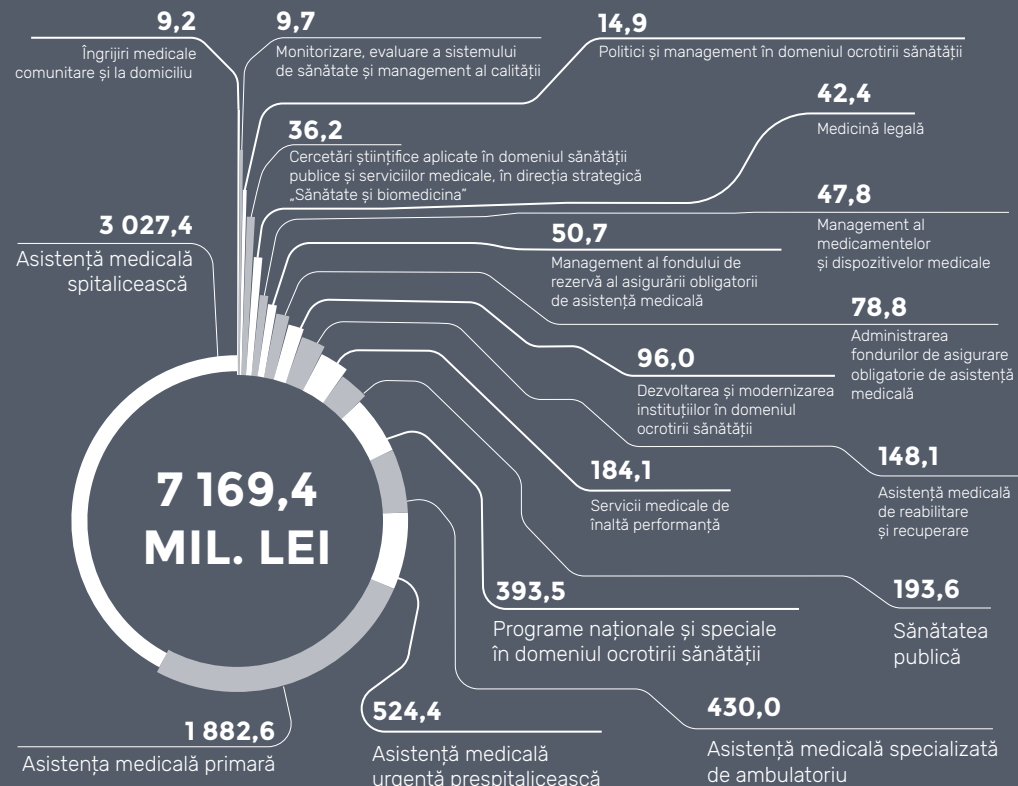 9,2
Îngrijiri medicale
comunitare și la domiciliu
9,7
Monitorizare, evaluare a sistemului
de sănătate și management al calității
14,9
Politici și management în domeniul ocrotirii sănătății
42,4
Medicină legală
36,2
Cercetări științifice aplicate în domeniul sănătății
publice și serviciilor medicale, în direcția strategică
„Sănătate și biomedicina”
47,8
Management al
medicamentelor
și dispozitivelor medicale
3 027,4
Asistență medicală
spitalicească
50,7
Management al fondului de
rezervă al asigurării obligatorii
de asistență medicală
78,8
Administrarea
fondurilor de asigurare
obligatorie de asistență
medicală
96,0
Dezvoltarea și modernizarea
instituțiilor în domeniul
ocrotirii sănătății
148,1
Asistență medicală
de reabilitare
și recuperare
184,1
Servicii medicale de
înaltă performanță
7 169,4
MIL. LEI
393,5
Programe naționale și speciale
în domeniul ocrotirii sănătății
193,6
Sănătatea
publică
1 882,6
Asistența medicală primară
524,4
Asistență medicală
urgentă prespitalicească
430,0
Asistență medicală specializată
de ambulatoriu